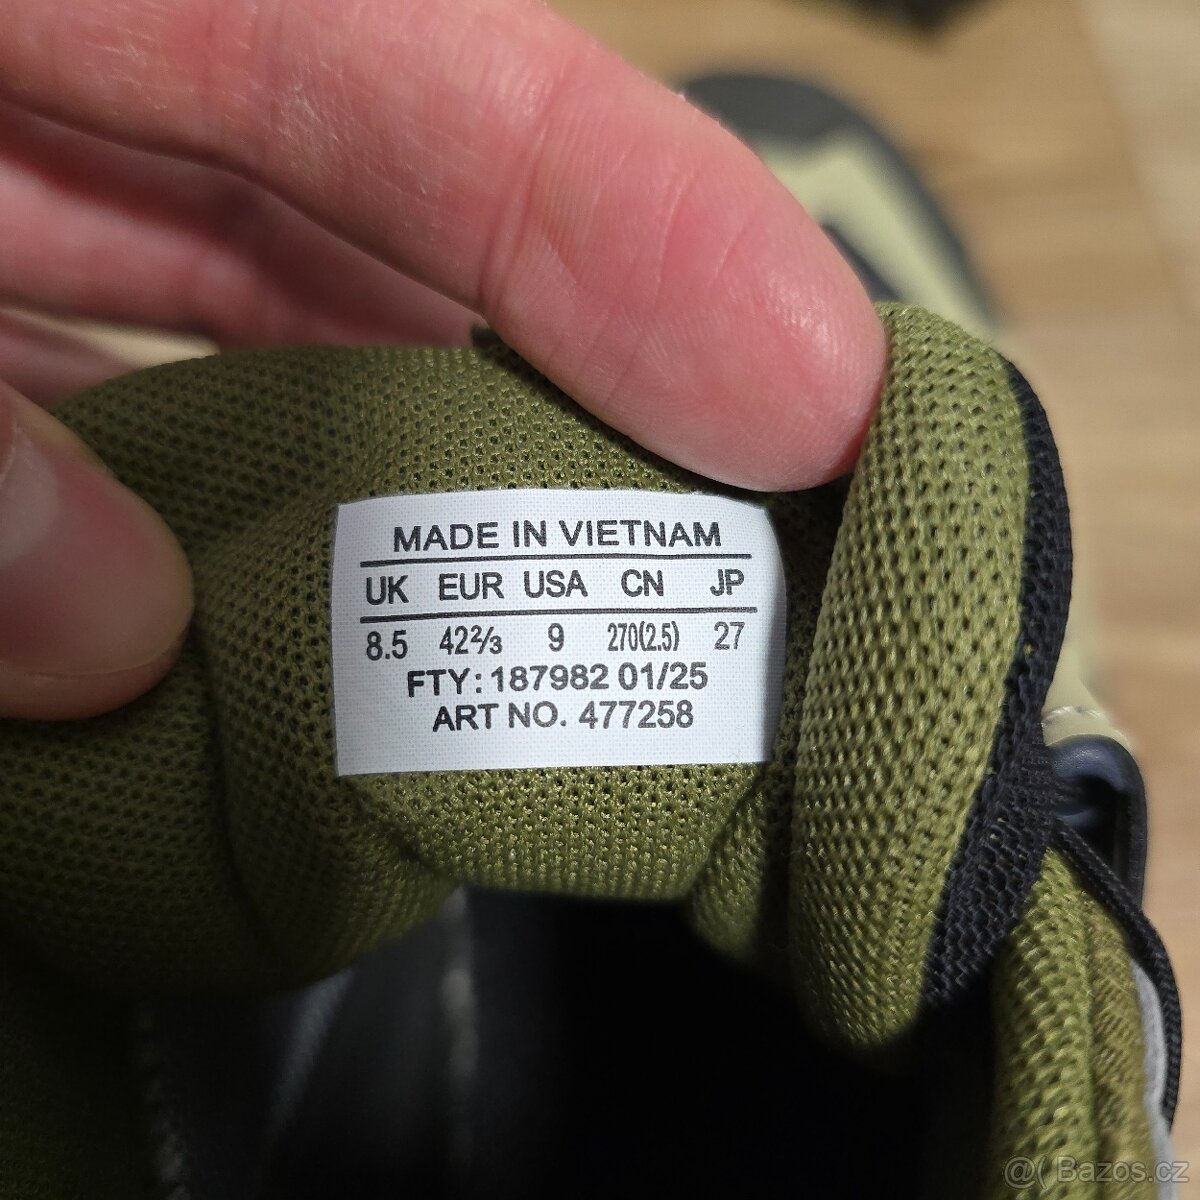 MADE IN VIETNAM
UK EUR USA CN JP
8.5 42⅔ 9 270(2.5) 27
FTY: 187982 01/25
ART NO. 477258
@( Bazos.cz